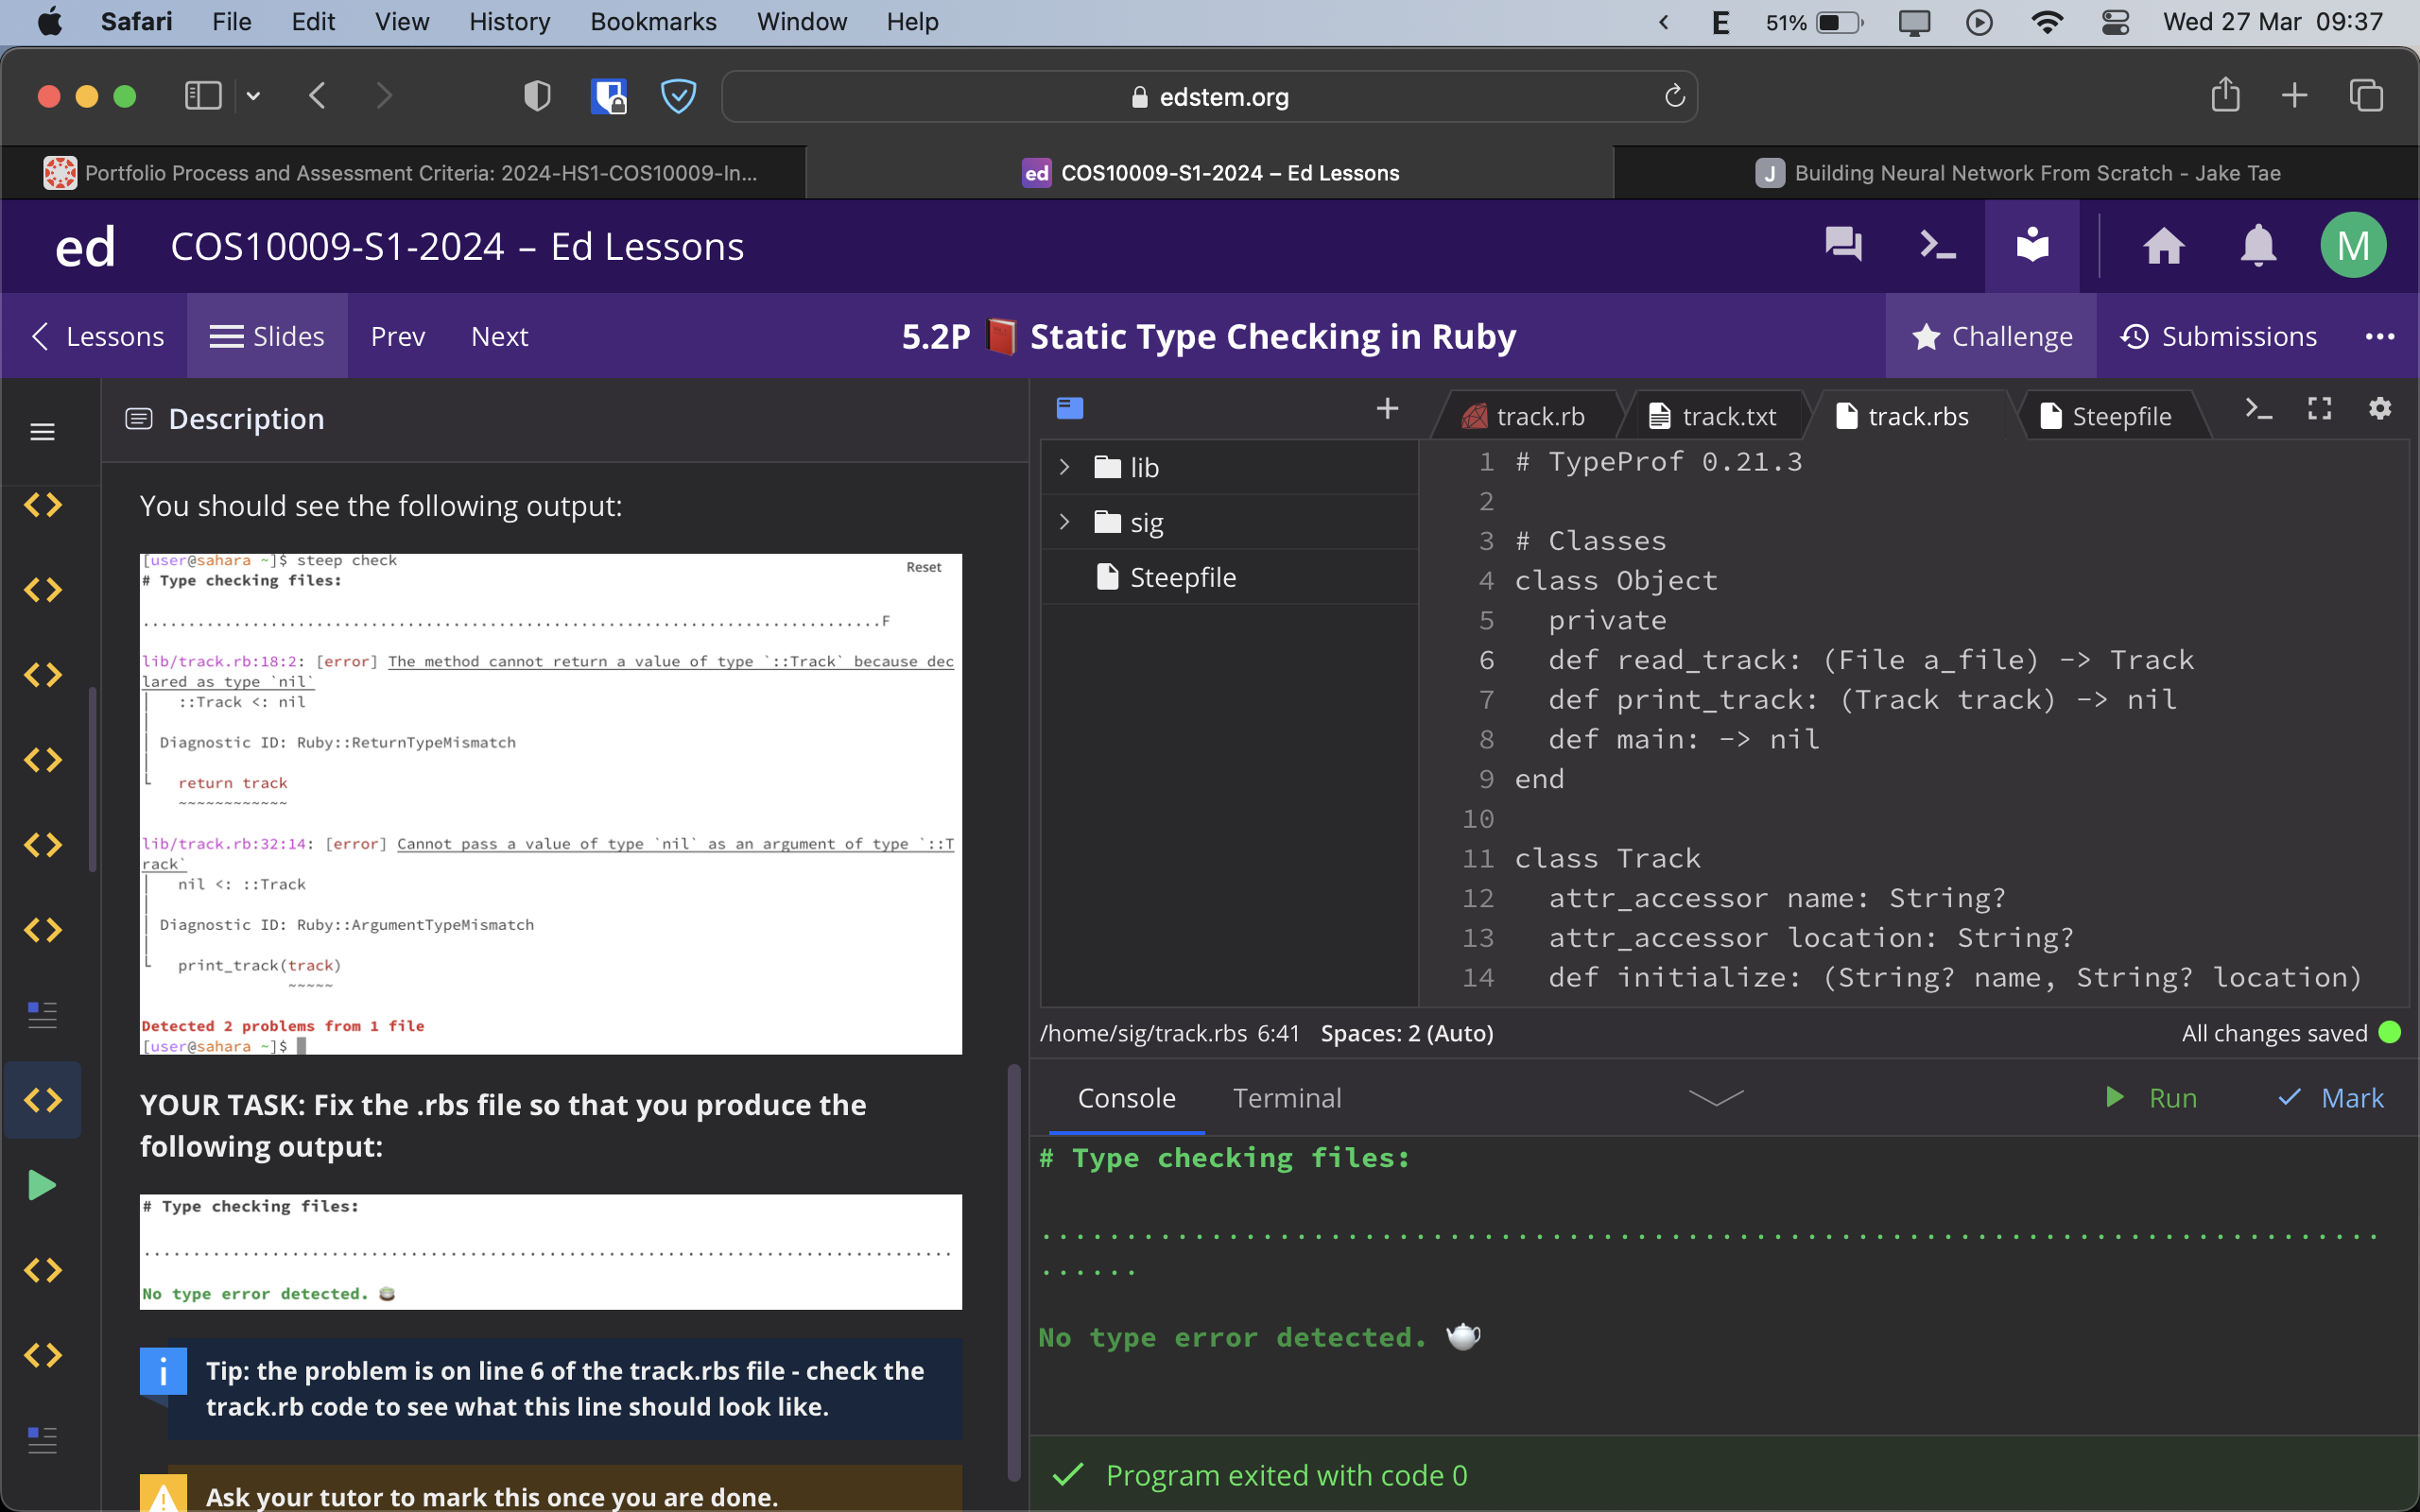 Safari File Edit View History Bookmarks Window Help
E 51% Wed 27 Mar 09:37
edstem.org
Portfolio Process and Assessment Criteria: 2024-HS1-COS10009-In...
ed COS10009-S1-2024 – Ed Lessons
J Building Neural Network From Scratch - Jake Tae
ed COS10009-S1-2024 – Ed Lessons
M
Lessons Slides Prev Next
5.2P Static Type Checking in Ruby
Challenge Submissions
Description
You should see the following output:
[user@sahara ~]$ steep check
Reset
# Type checking files:
.................................................................................F
lib/track.rb:18:2: [error] The method cannot return a value of type `::Track` because dec
lared as type `nil`
│   ::Track <: nil
│
│ Diagnostic ID: Ruby::ReturnTypeMismatch
│
└   return track
~~~~~~~~~~~~
lib/track.rb:32:14: [error] Cannot pass a value of type `nil` as an argument of type `::T
rack`
│   nil <: ::Track
│
│ Diagnostic ID: Ruby::ArgumentTypeMismatch
│
└   print_track(track)
~~~~~
Detected 2 problems from 1 file
[user@sahara ~]$
YOUR TASK: Fix the .rbs file so that you produce the
following output:
# Type checking files:
..................................................................................
No type error detected. 🍵
i Tip: the problem is on line 6 of the track.rbs file - check the
track.rb code to see what this line should look like.
Ask your tutor to mark this once you are done.
lib
sig
Steepfile
track.rb track.txt track.rbs Steepfile
1 # TypeProf 0.21.3
2
3 # Classes
4 class Object
5   private
6   def read_track: (File a_file) -> Track
7   def print_track: (Track track) -> nil
8   def main: -> nil
9 end
10
11 class Track
12   attr_accessor name: String?
13   attr_accessor location: String?
14   def initialize: (String? name, String? location)
/home/sig/track.rbs 6:41 Spaces: 2 (Auto)
All changes saved
Console Terminal
Run Mark
# Type checking files:
...............................................................................
......
No type error detected. 🫖
Program exited with code 0